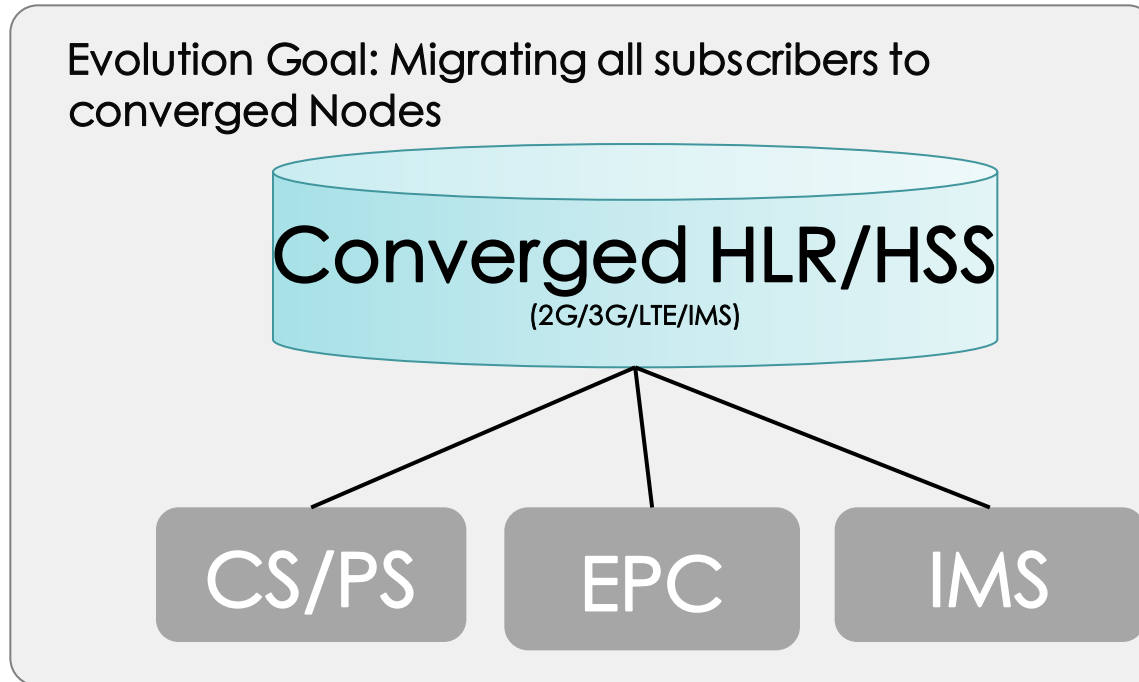 Evolution Goal: Migrating all subscribers to
converged Nodes
Converged HLR/HSS
(2G/3G/LTE/IMS)
CS/PS
EPC
IMS